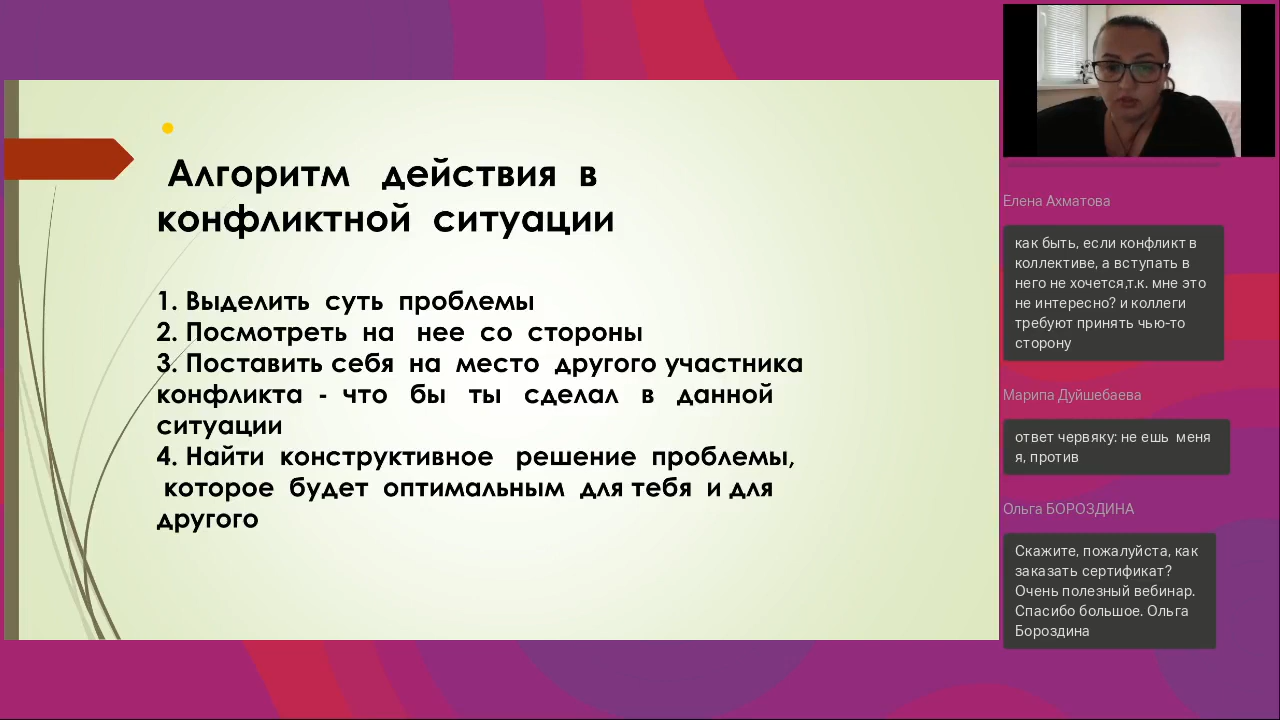 Алгоритм действия в
конфликтной ситуации
1. Выделить суть проблемы
2. Посмотреть на нее со стороны
3. Поставить себя на место другого участника
конфликта - что бы ты сделал в данной
ситуации
4. Найти конструктивное решение проблемы,
которое будет оптимальным для тебя и для
другого
Елена Ахматова
как быть, если конфликт в
коллективе, а вступать в
него не хочется,т.к. мне это
не интересно? и коллеги
требуют принять чью-то
сторону
Марипа Дуйшебаева
ответ червяку: не ешь меня
я, против
Ольга БОРОЗДИНА
Скажите, пожалуйста, как
заказать сертификат?
Очень полезный вебинар.
Спасибо большое. Ольга
Бороздина